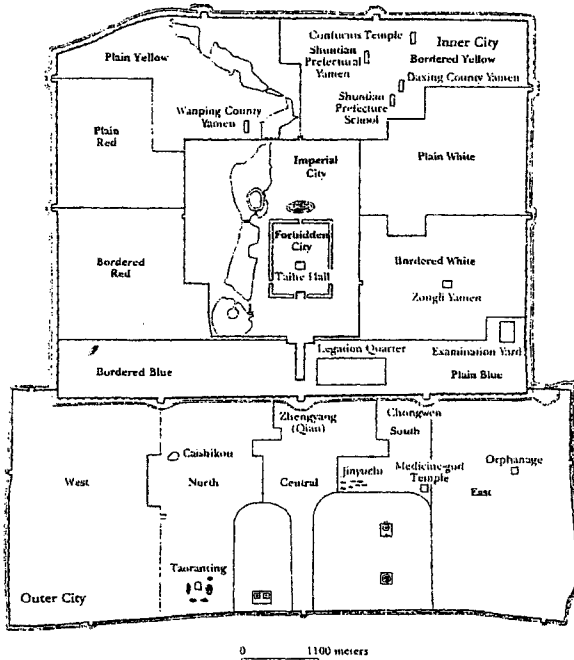 Confucius Temple
Inner City
Plain Yellow
Shuntian
Prefectural
Yamen
Bordered Yellow
Daxing County Yamen
Shuntian
Prefecture
School
Wanping County
Yamen
Plain
Red
Imperial
City
Plain White
Forbidden
City
Taihe Hall
Bordered
Red
Bordered White
Zongli Yamen
Legation Quarter
Examination Yard
Bordered Blue
Plain Blue
Zhengyang
(Qian)
Chongwen
South
Caishikou
West
North
Central
Jinyuchi
Medicine-god
Temple
Orphanage
East
Taoranting
Outer City
0 1100 meters